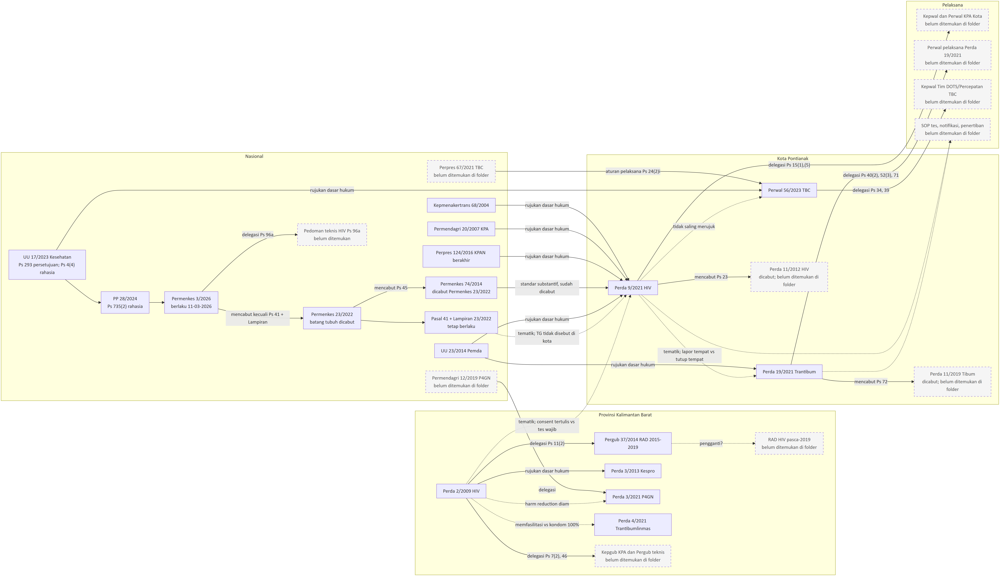 Pelaksana
Kepwal dan Perwal KPA Kota
belum ditemukan di folder
Perwal pelaksana Perda
19/2021
belum ditemukan di folder
Kepwal Tim DOTS/Percepatan
TBC
belum ditemukan di folder
SOP tes, notifikasi, penertiban
belum ditemukan di folder
Nasional
Perpres 67/2021 TBC
belum ditemukan di folder
rujukan dasar hukum
Kepmenakertrans 68/2004
Permendagri 20/2007 KPA
Pedoman teknis HIV Ps 96a
belum ditemukan
delegasi Ps 96a
UU 17/2023 Kesehatan
Ps 293 persetujuan; Ps 4(4)
rahasia
Perpres 124/2016 KPAN
berakhir
PP 28/2024
Ps 735(2) rahasia
Permenkes 3/2026
berlaku 11-03-2026
mencabut kecuali Ps 41 +
Lampiran
Permenkes 23/2022
batang tubuh dicabut
mencabut Ps 45
Permenkes 74/2014
dicabut Permenkes 23/2022
Pasal 41 + Lampiran 23/2022
tetap berlaku
UU 23/2014 Pemda
Permendagri 12/2019 P4GN
belum ditemukan di folder
rujukan dasar hukum
rujukan dasar hukum
rujukan dasar hukum
standar substantif, sudah
dicabut
rujukan dasar hukum
tematik; TG tidak disebut di
kota
Kota Pontianak
delegasi Ps 15(1),(5)
aturan pelaksana Ps 24(2)i
delegasi Ps 40(2), 52(3), 71
Perwal 56/2023 TBC
delegasi Ps 34, 39
tidak saling merujuk
Perda 11/2012 HIV
dicabut; belum ditemukan di
folder
mencabut Ps 23
Perda 9/2021 HIV
tematik; lapor tempat vs
tutup tempat
rujukan dasar hukum
Perda 19/2021 Trantibum
mencabut Ps 72
Perda 11/2019 Tibum
dicabut; belum ditemukan di
folder
Provinsi Kalimantan Barat
tematik; consent tertulis vs
tes wajib
delegasi Ps 11(2)
Pergub 37/2014 RAD 2015-
2019
pengganti?
RAD HIV pasca-2019
belum ditemukan di folder
rujukan dasar hukum
Perda 3/2013 Kespro
Perda 2/2009 HIV
delegasi
Perda 3/2021 P4GN
harm reduction diam
memfasilitasi vs kondom 100%
Perda 4/2021
Trantibumlinmas
delegasi Ps 7(2), 46
Kepgub KPA dan Pergub teknis
belum ditemukan di folder